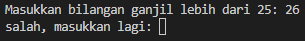 Masukkan bilangan ganjil lebih dari 25: 26
salah, masukkan lagi: